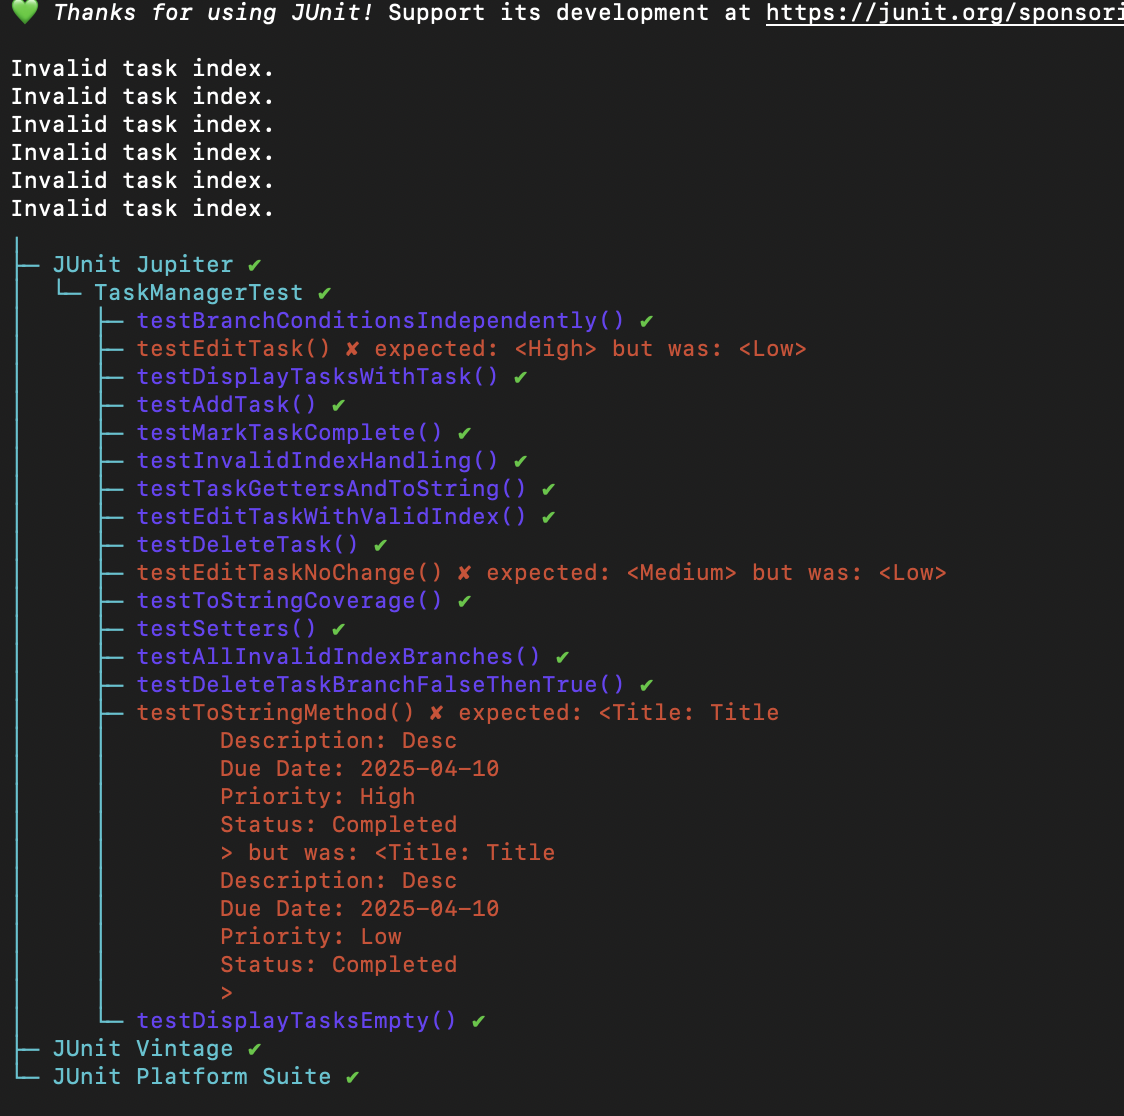 💚 Thanks for using JUnit! Support its development at https://junit.org/sponsori
Invalid task index.
Invalid task index.
Invalid task index.
Invalid task index.
Invalid task index.
Invalid task index.
├─ JUnit Jupiter ✔
│  └─ TaskManagerTest ✔
│     ├─ testBranchConditionsIndependently() ✔
│     ├─ testEditTask() ✘ expected: <High> but was: <Low>
│     ├─ testDisplayTasksWithTask() ✔
│     ├─ testAddTask() ✔
│     ├─ testMarkTaskComplete() ✔
│     ├─ testInvalidIndexHandling() ✔
│     ├─ testTaskGettersAndToString() ✔
│     ├─ testEditTaskWithValidIndex() ✔
│     ├─ testDeleteTask() ✔
│     ├─ testEditTaskNoChange() ✘ expected: <Medium> but was: <Low>
│     ├─ testToStringCoverage() ✔
│     ├─ testSetters() ✔
│     ├─ testAllInvalidIndexBranches() ✔
│     ├─ testDeleteTaskBranchFalseThenTrue() ✔
│     ├─ testToStringMethod() ✘ expected: <Title: Title
│     │        Description: Desc
│     │        Due Date: 2025-04-10
│     │        Priority: High
│     │        Status: Completed
│     │        > but was: <Title: Title
│     │        Description: Desc
│     │        Due Date: 2025-04-10
│     │        Priority: Low
│     │        Status: Completed
│     │        >
│     └─ testDisplayTasksEmpty() ✔
├─ JUnit Vintage ✔
└─ JUnit Platform Suite ✔